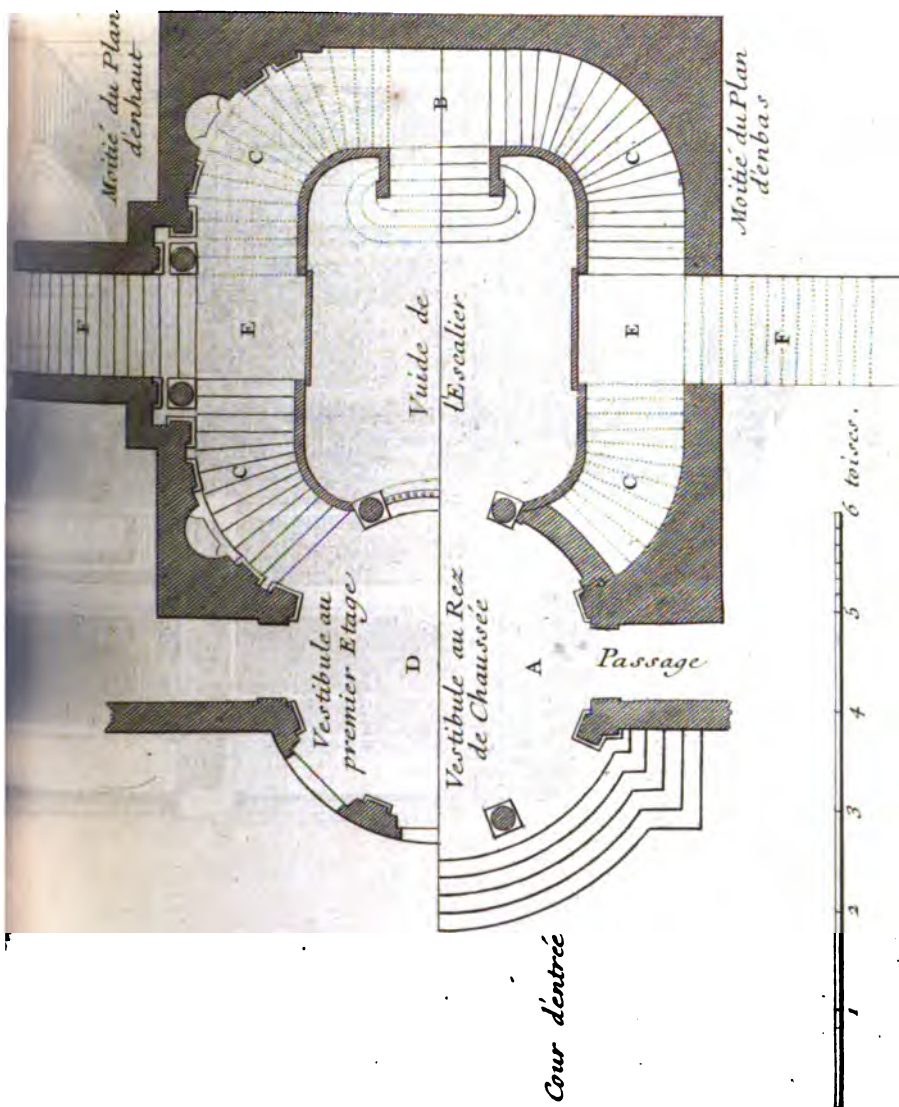 Moitié du Plan
d'enhaut
F
C
E
C
B
Vuide de
l'Escalier
C
E
F
C
Moitié du Plan
d'enbas
Vestibule au
premier Etage
D
Vestibule au Rez
de Chaussée
A
Passage
Cour d'entrée
1
2
3
4
5
6 toises.